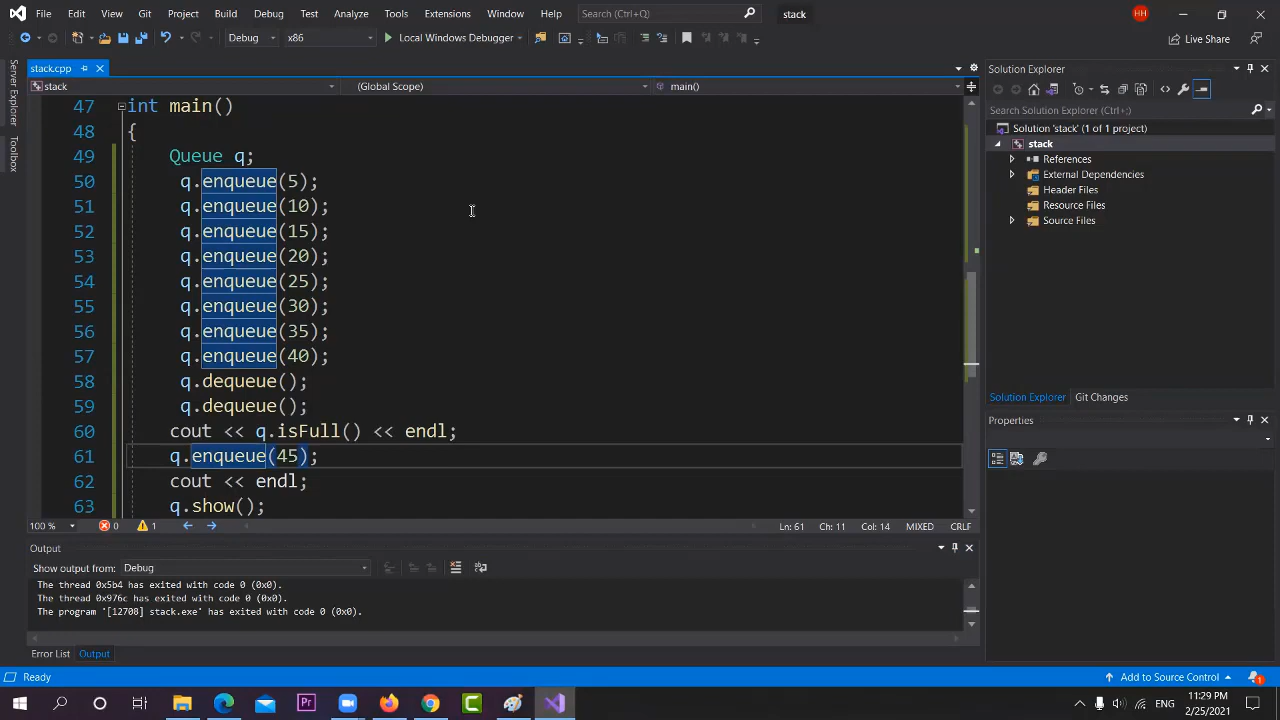 File Edit View Git Project Build Debug Test Analyze Tools Extensions Window Help Search (Ctrl+Q) stack HH
Debug x86 Local Windows Debugger Live Share
Server Explorer
Toolbox
stack.cpp
stack (Global Scope) main()
47 int main()
48 {
49 Queue q;
50 q.enqueue(5);
51 q.enqueue(10);
52 q.enqueue(15);
53 q.enqueue(20);
54 q.enqueue(25);
55 q.enqueue(30);
56 q.enqueue(35);
57 q.enqueue(40);
58 q.dequeue();
59 q.dequeue();
60 cout << q.isFull() << endl;
61 q.enqueue(45);
62 cout << endl;
63 q.show();
100 % 0 1 Ln: 61 Ch: 11 Col: 14 MIXED CRLF
Output
Show output from: Debug
The thread 0x5b4 has exited with code 0 (0x0).
The thread 0x976c has exited with code 0 (0x0).
The program '[12708] stack.exe' has exited with code 0 (0x0).
Error List Output
Solution Explorer
Search Solution Explorer (Ctrl+;)
Solution 'stack' (1 of 1 project)
stack
References
External Dependencies
Header Files
Resource Files
Source Files
Solution Explorer Git Changes
Properties
Ready Add to Source Control 1
Pr C ENG 11:29 PM
2/25/2021